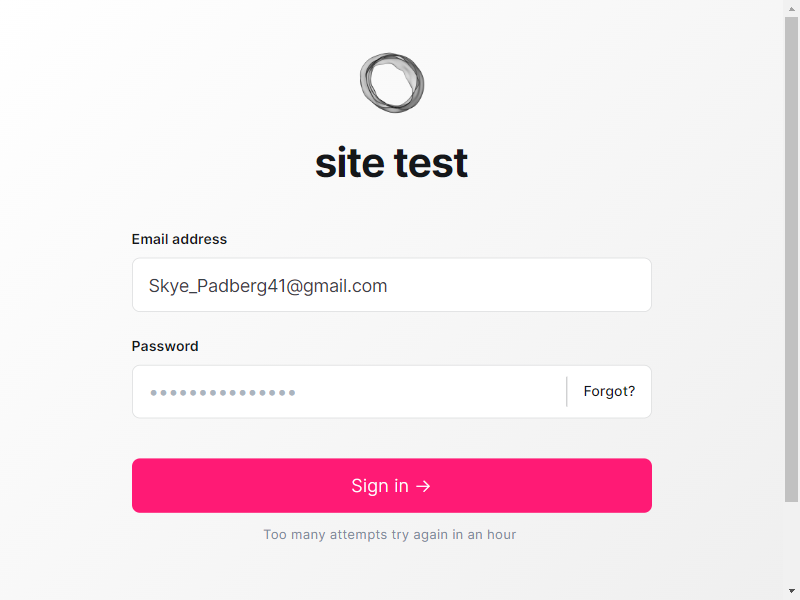 site test
Email address
Skye_Padberg41@gmail.com
Password
Forgot?
Sign in →
Too many attempts try again in an hour